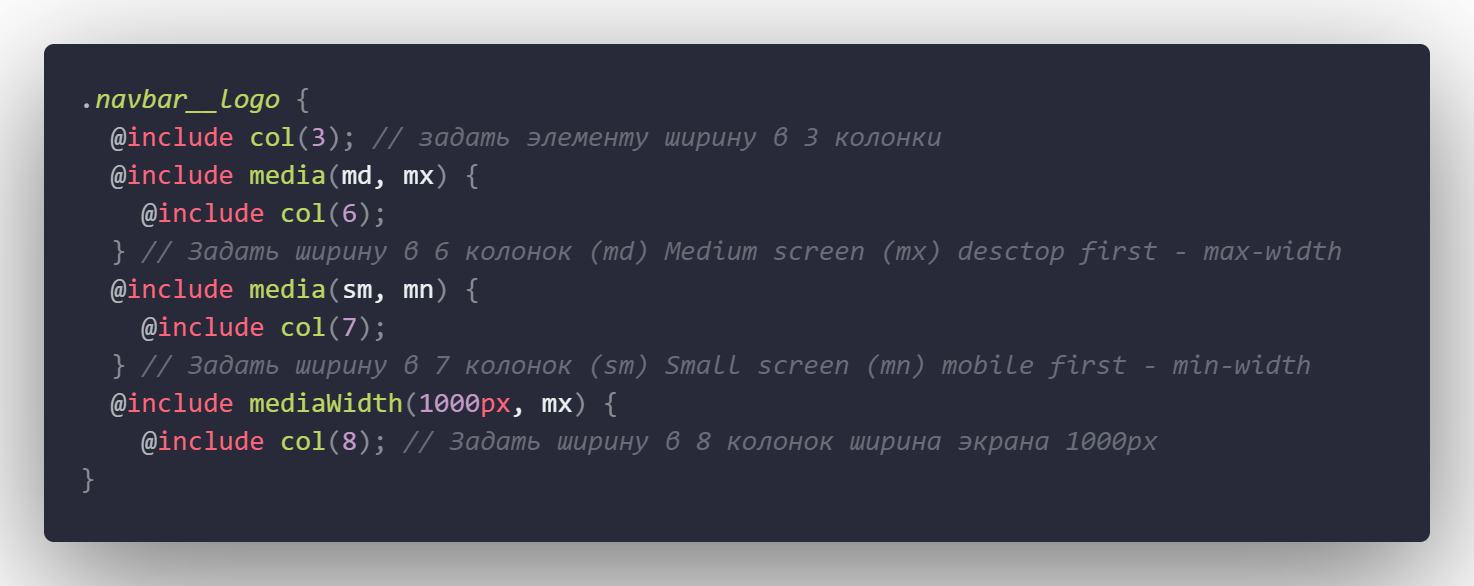 .navbar__logo {
@include col(3); // задать элементу ширину в 3 колонки
@include media(md, mx) {
@include col(6);
} // Задать ширину в 6 колонок (md) Medium screen (mx) desctop first - max-width
@include media(sm, mn) {
@include col(7);
} // Задать ширину в 7 колонок (sm) Small screen (mn) mobile first - min-width
@include mediaWidth(1000px, mx) {
@include col(8); // Задать ширину в 8 колонок ширина экрана 1000px
}